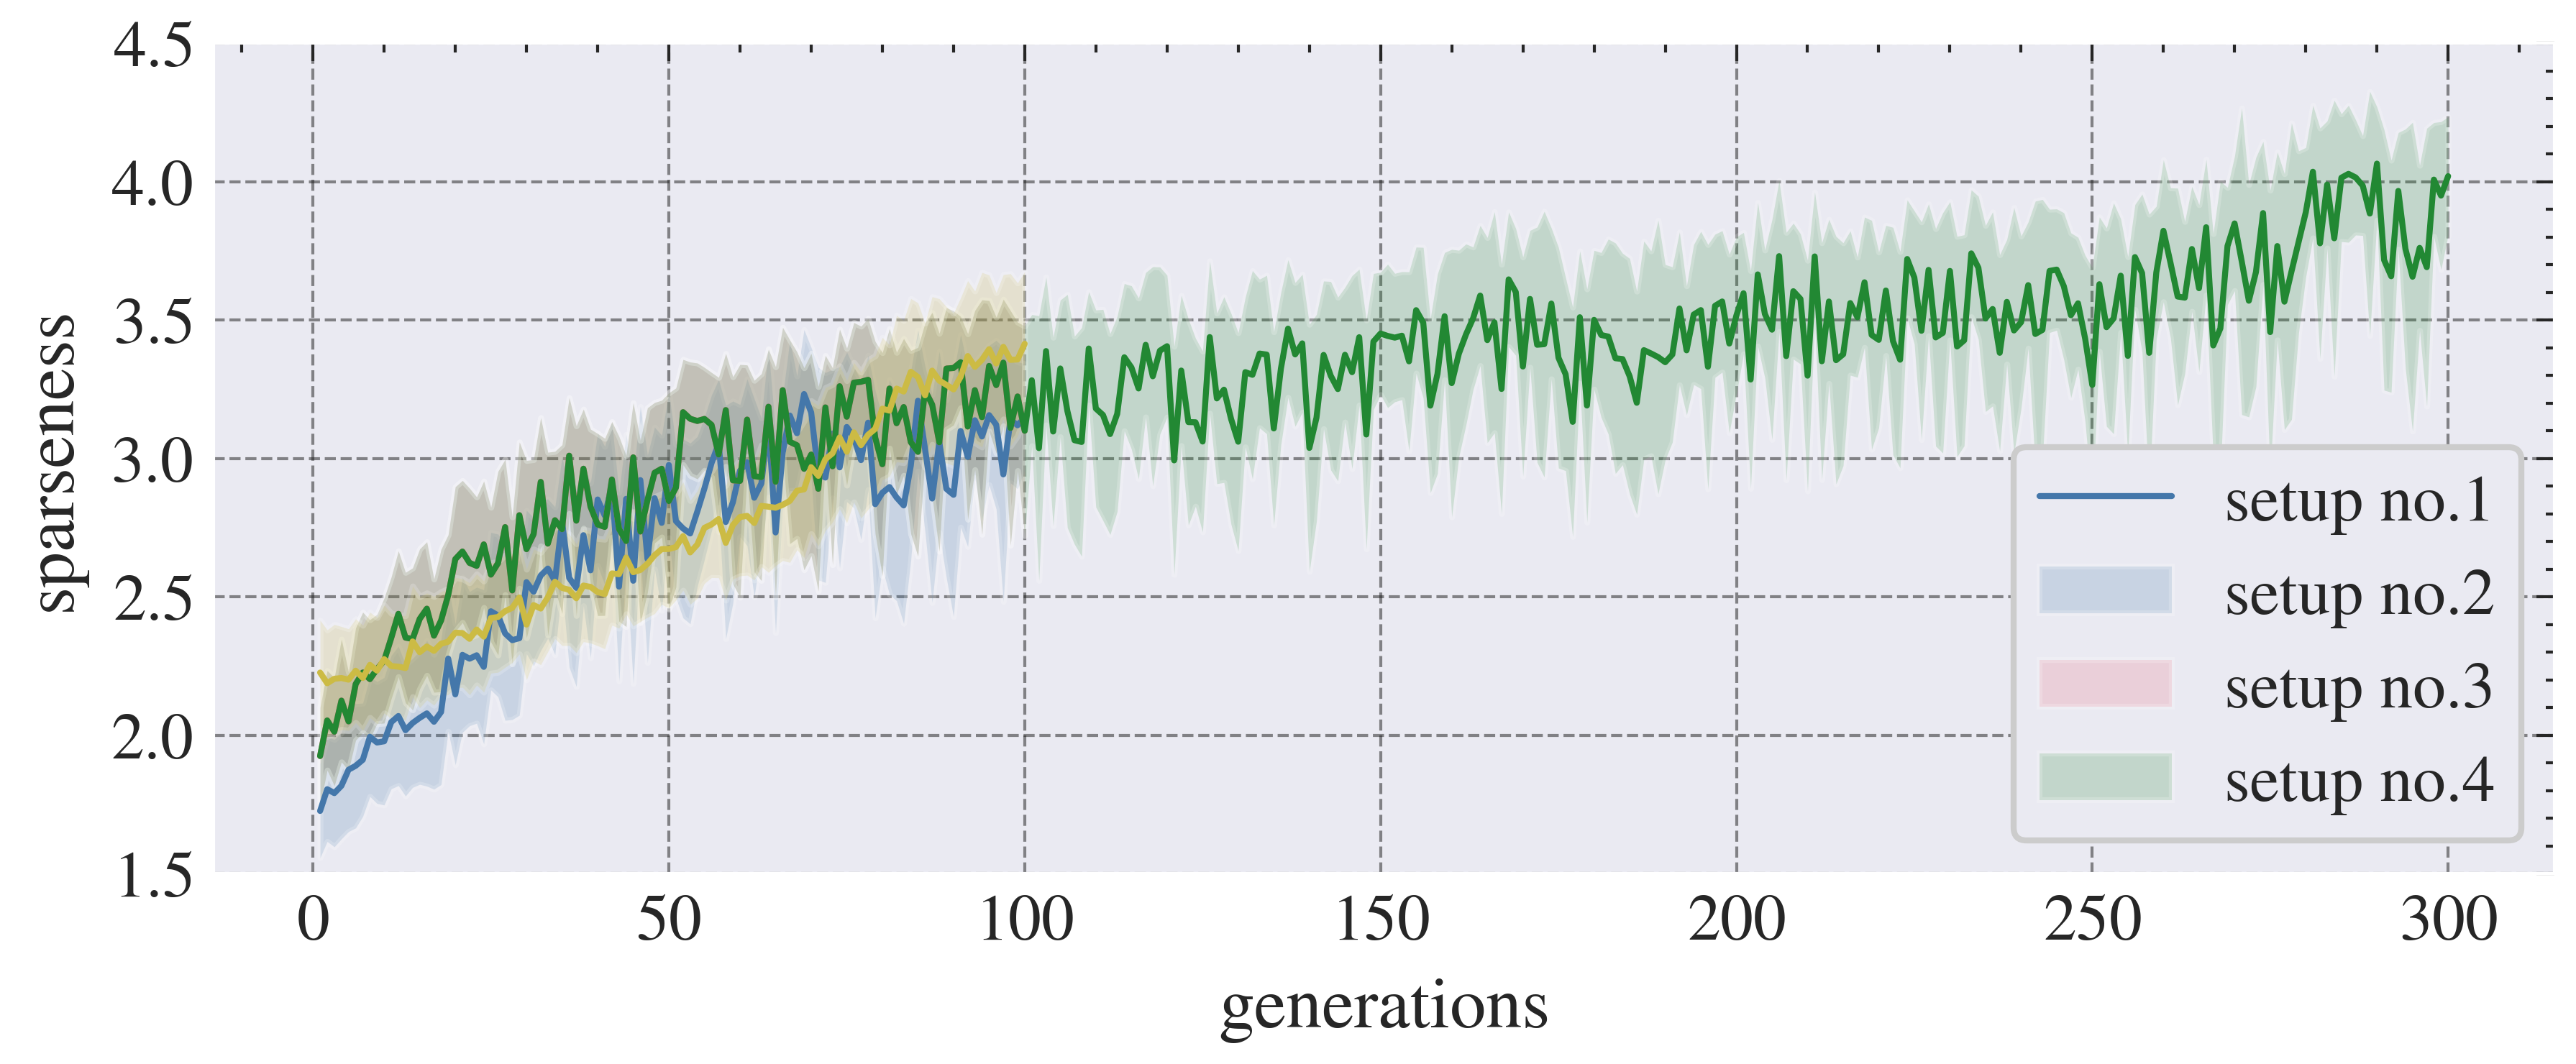 4.5
4.0
3.5
3.0
2.5
2.0
1.5
sparseness
0 50 100 150 200 250 300
generations
setup no.1
setup no.2
setup no.3
setup no.4